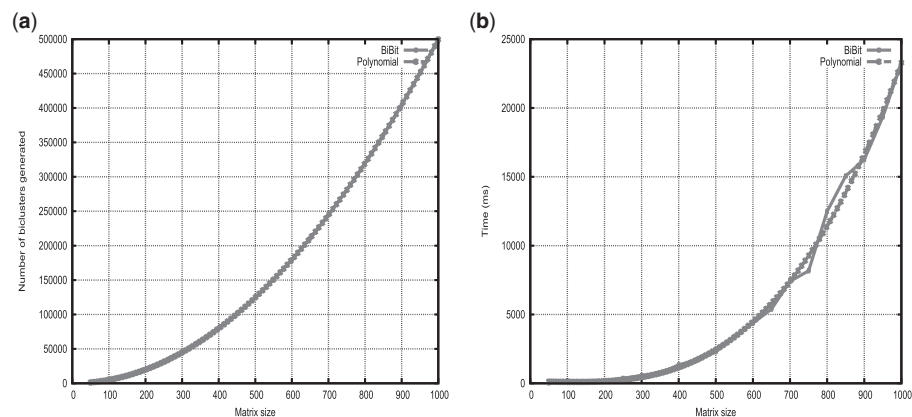 (a)
Number of biclusters generated
500000
450000
400000
350000
300000
250000
200000
150000
100000
50000
0
BiBit
Polynomial
0 100 200 300 400 500 600 700 800 900 1000
Matrix size
(b)
Time (ms)
25000
20000
15000
10000
5000
0
BiBit
Polynomial
0 100 200 300 400 500 600 700 800 900 1000
Matrix size